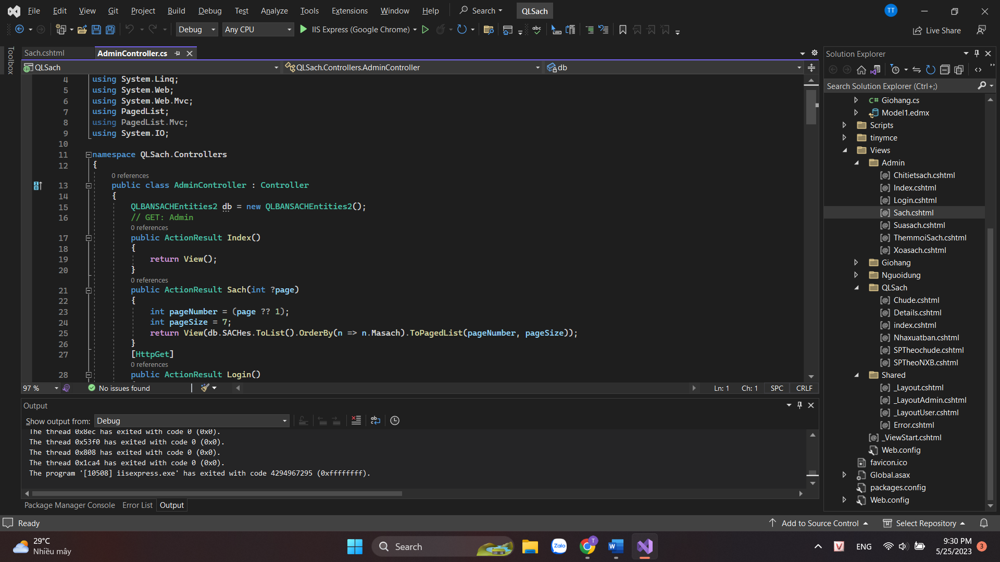 File Edit View Git Project Build Debug Test Analyze Tools Extensions Window Help Search QLSach TT
Debug Any CPU IIS Express (Google Chrome) Live Share
Toolbox
Sach.cshtml AdminController.cs
QLSach QLSach.Controllers.AdminController db
4 using System.Linq;
5 using System.Web;
6 using System.Web.Mvc;
7 using PagedList;
8 using PagedList.Mvc;
9 using System.IO;
10
11 namespace QLSach.Controllers
12 {
0 references
13 public class AdminController : Controller
14 {
15 QLBANSACHEntities2 db = new QLBANSACHEntities2();
16 // GET: Admin
0 references
17 public ActionResult Index()
18 {
19 return View();
20 }
0 references
21 public ActionResult Sach(int ?page)
22 {
23 int pageNumber = (page ?? 1);
24 int pageSize = 7;
25 return View(db.SACHes.ToList().OrderBy(n => n.Masach).ToPagedList(pageNumber, pageSize));
26 }
27 [HttpGet]
0 references
28 public ActionResult Login()
97 % No issues found Ln: 1 Ch: 1 SPC CRLF
Output
Show output from: Debug
The thread 0x8ec has exited with code 0 (0x0).
The thread 0x53f0 has exited with code 0 (0x0).
The thread 0x808 has exited with code 0 (0x0).
The thread 0x1ca4 has exited with code 0 (0x0).
The program '[10508] iisexpress.exe' has exited with code 4294967295 (0xffffffff).
Package Manager Console Error List Output
Solution Explorer
Search Solution Explorer (Ctrl+;)
C# Giohang.cs
Model1.edmx
Scripts
tinymce
Views
Admin
Chitietsach.cshtml
Index.cshtml
Login.cshtml
Sach.cshtml
Suasach.cshtml
ThemmoiSach.cshtml
Xoasach.cshtml
Giohang
Nguoidung
QLSach
Chude.cshtml
Details.cshtml
index.cshtml
Nhaxuatban.cshtml
SPTheochude.cshtml
SPTheoNXB.cshtml
Shared
_Layout.cshtml
_LayoutAdmin.cshtml
_LayoutUser.cshtml
Error.cshtml
_ViewStart.cshtml
Web.config
favicon.ico
Global.asax
packages.config
Web.config
Ready Add to Source Control Select Repository
29°C
Nhiều mây
Search
Zalo
T
W
V
ENG
9:30 PM
5/25/2023
3